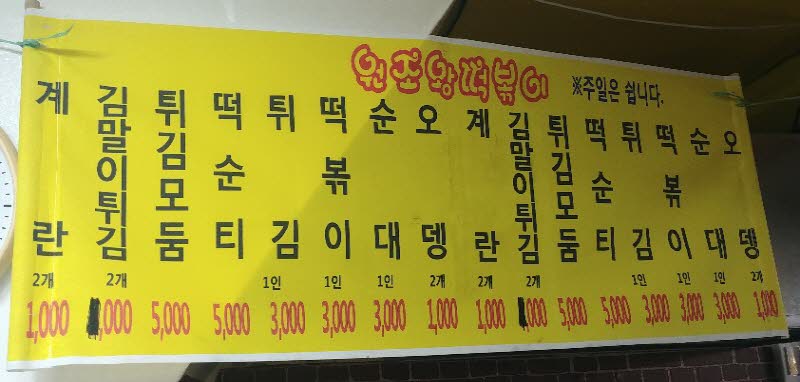 원조왕떡볶이 ※주일은 쉽니다.
계란 2개 1,000
김말이튀김 2개 ,000
튀김모둠 5,000
떡순티 5,000
튀김 1인 3,000
떡볶이 1인 3,000
순대 1인 3,000
오뎅 2개 1,000
계란 2개 1,000
김말이튀김 2개 ,000
튀김모둠 5,000
떡순티 5,000
튀김 1인 3,000
떡볶이 1인 3,000
순대 1인 3,000
오뎅 2개 1,000